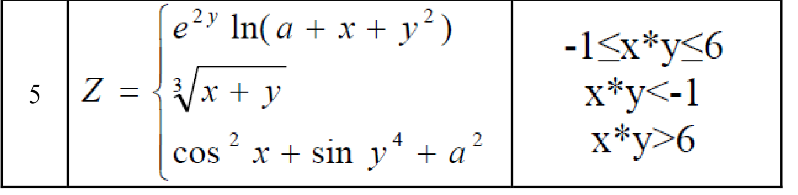 5
Z = { e^{2y} ln( a + x + y^2 )
∛(x + y)
cos^2 x + sin y^4 + a^2
-1≤x*y≤6
x*y<-1
x*y>6